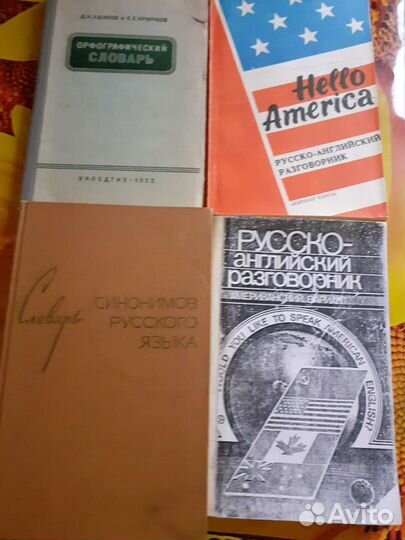 Д.Н. УШАКОВ и С.Е. КРЮЧКОВ
ОРФОГРАФИЧЕСКИЙ
СЛОВАРЬ
УЧПЕДГИЗ
Hello
America
РУССКО-АНГЛИЙСКИЙ
РАЗГОВОРНИК
Словарь
СИНОНИМОВ
РУССКОГО
ЯЗЫКА
РУССКО-
английский
разговорник
АМЕРИКАНСКИЙ ВАРИАНТ
WOULD YOU LIKE TO SPEAK AMERICAN ENGLISH?
Avito